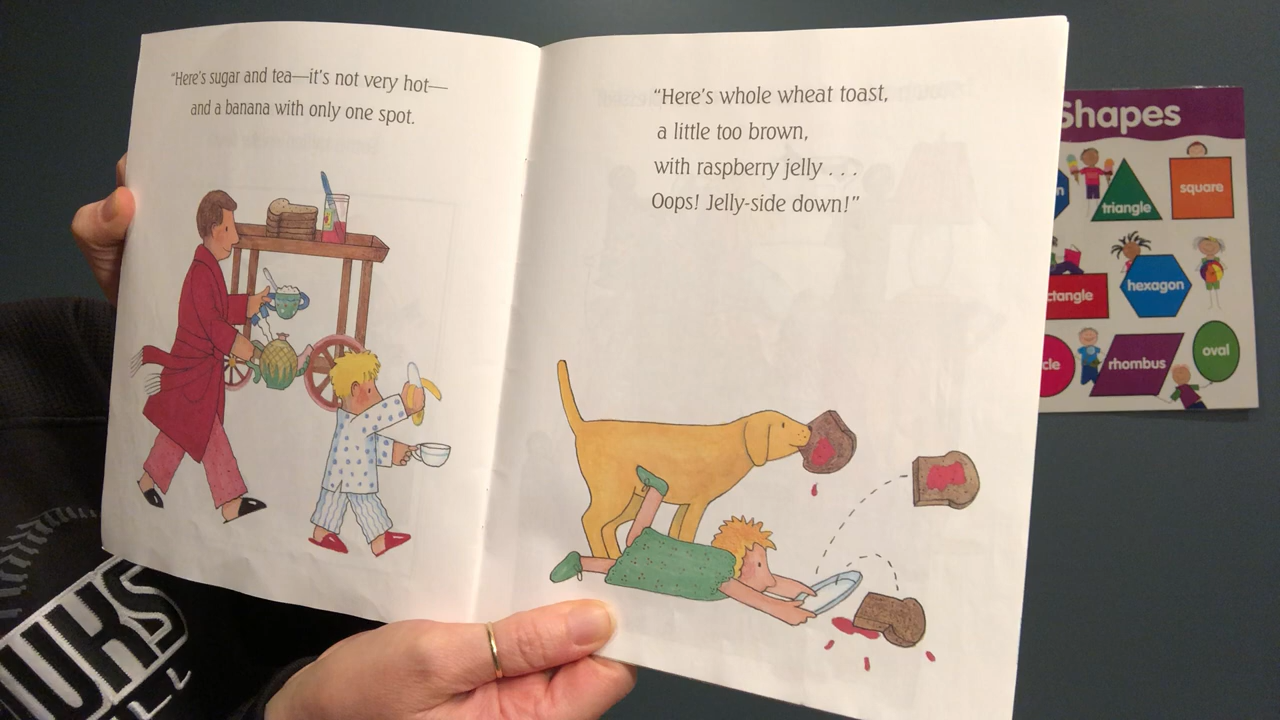 "Here's sugar and tea—it's not very hot—
and a banana with only one spot.
"Here's whole wheat toast,
a little too brown,
with raspberry jelly . . .
Oops! Jelly-side down!"
Shapes
triangle
square
hexagon
rhombus
oval